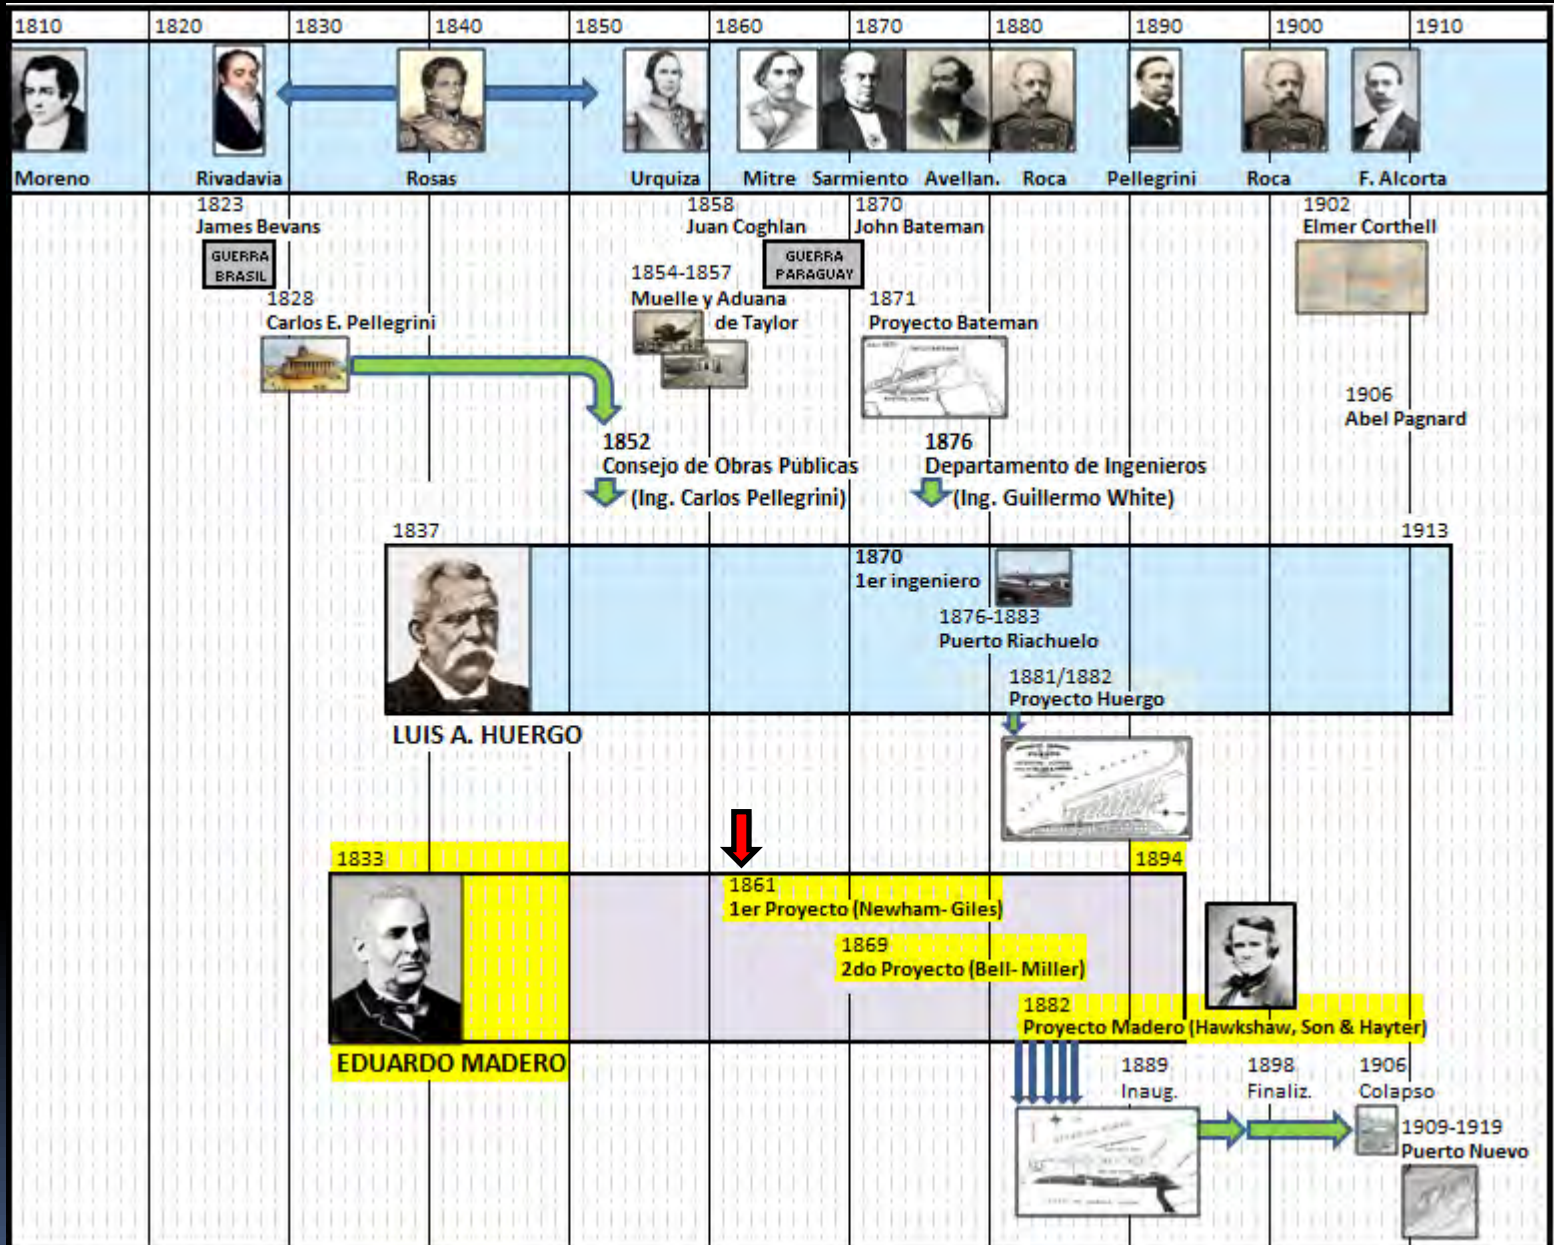 1810 1820 1830 1840 1850 1860 1870 1880 1890 1900 1910
Moreno Rivadavia Rosas Urquiza Mitre Sarmiento Avellan. Roca Pellegrini Roca F. Alcorta
1823
James Bevans
GUERRA
BRASIL
1828
Carlos E. Pellegrini
1858
Juan Coghlan
1870
John Bateman
GUERRA
PARAGUAY
1854-1857
Muelle y Aduana
de Taylor
1871
Proyecto Bateman
1902
Elmer Corthell
1906
Abel Pagnard
1852
Consejo de Obras Públicas
(Ing. Carlos Pellegrini)
1876
Departamento de Ingenieros
(Ing. Guillermo White)
1837
1913
1870
1er ingeniero
1876-1883
Puerto Riachuelo
1881/1882
Proyecto Huergo
LUIS A. HUERGO
1833
1894
1861
1er Proyecto (Newham- Giles)
1869
2do Proyecto (Bell- Miller)
1882
Proyecto Madero (Hawkshaw, Son & Hayter)
EDUARDO MADERO
1889
Inaug.
1898
Finaliz.
1906
Colapso
1909-1919
Puerto Nuevo